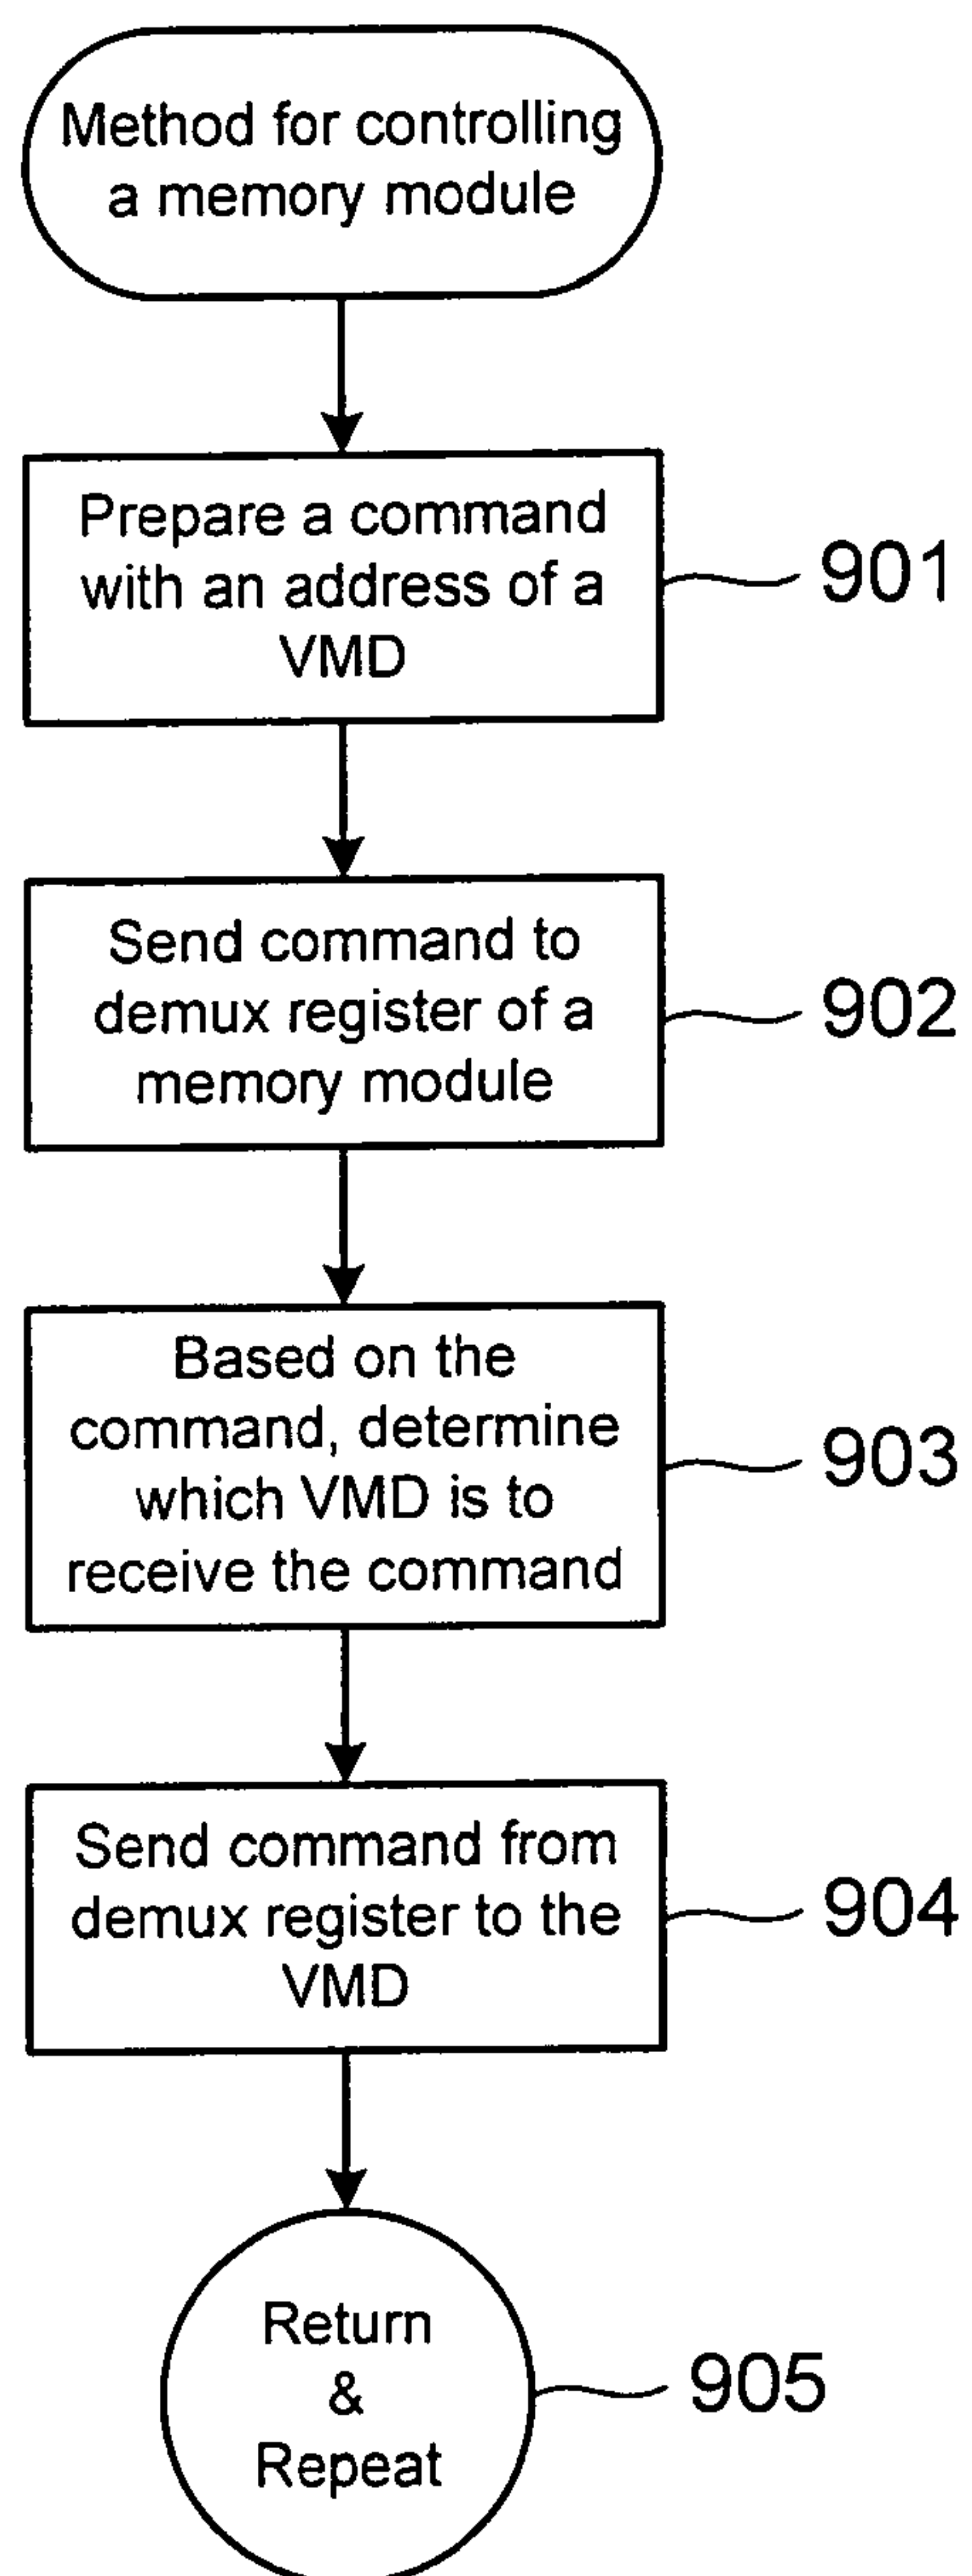 Method for controlling
a memory module
Prepare a command
with an address of a
VMD
901
Send command to
demux register of a
memory module
902
Based on the
command, determine
which VMD is to
receive the command
903
Send command from
demux register to the
VMD
904
Return
&
Repeat
905